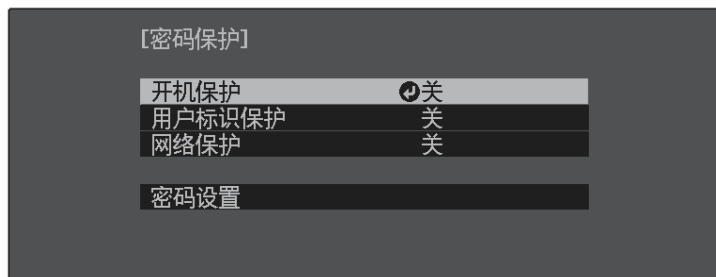 [密码保护]
开机保护 关
用户标识保护 关
网络保护 关
密码设置